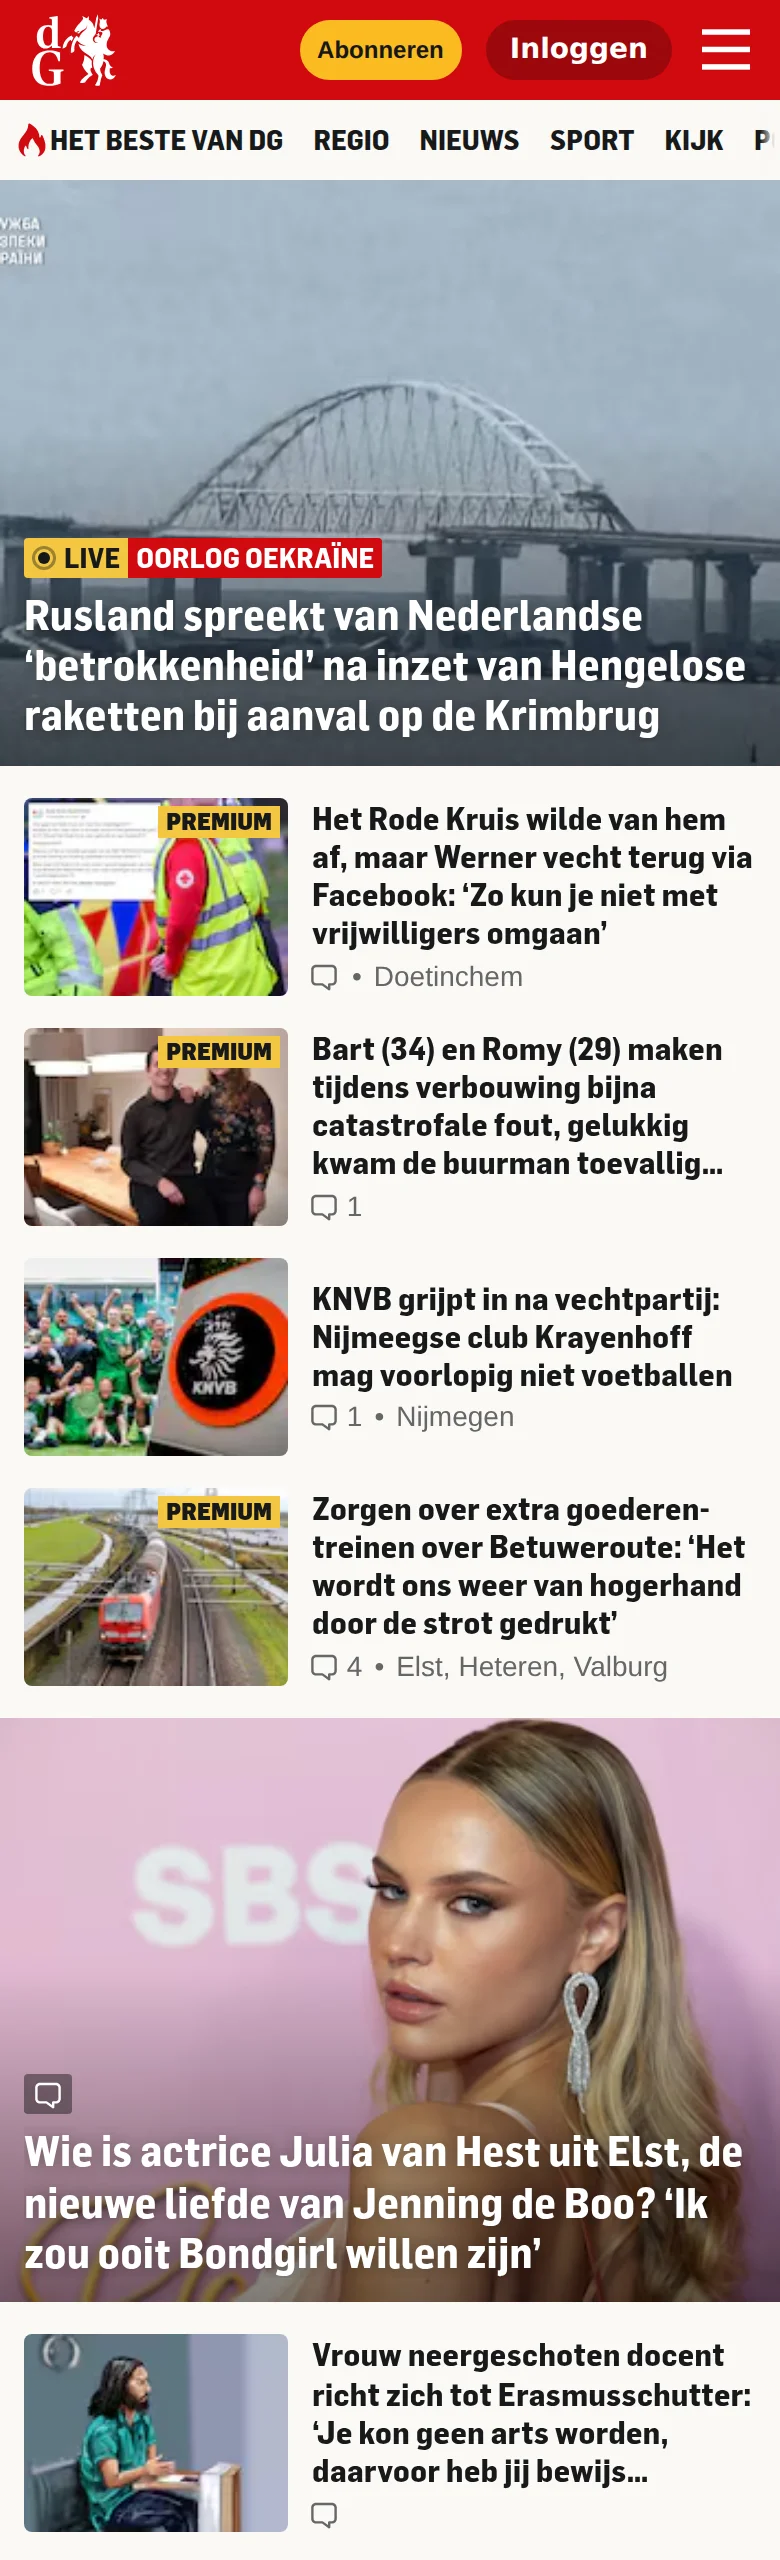 dG
Abonneren
Inloggen
HET BESTE VAN DG
REGIO
NIEUWS
SPORT
KIJK
УЖБА
ЗПЕКИ
РАЇНИ
LIVE OORLOG OEKRAÏNE
Rusland spreekt van Nederlandse
‘betrokkenheid’ na inzet van Hengelose
raketten bij aanval op de Krimbrug
PREMIUM
Het Rode Kruis wilde van hem
af, maar Werner vecht terug via
Facebook: ‘Zo kun je niet met
vrijwilligers omgaan’
• Doetinchem
PREMIUM
Bart (34) en Romy (29) maken
tijdens verbouwing bijna
catastrofale fout, gelukkig
kwam de buurman toevallig...
1
KNVB
KNVB grijpt in na vechtpartij:
Nijmeegse club Krayenhoff
mag voorlopig niet voetballen
1 • Nijmegen
PREMIUM
Zorgen over extra goederen-
treinen over Betuweroute: ‘Het
wordt ons weer van hogerhand
door de strot gedrukt’
4 • Elst, Heteren, Valburg
SBS
Wie is actrice Julia van Hest uit Elst, de
nieuwe liefde van Jenning de Boo? ‘Ik
zou ooit Bondgirl willen zijn’
Vrouw neergeschoten docent
richt zich tot Erasmusschutter:
‘Je kon geen arts worden,
daarvoor heb jij bewijs...